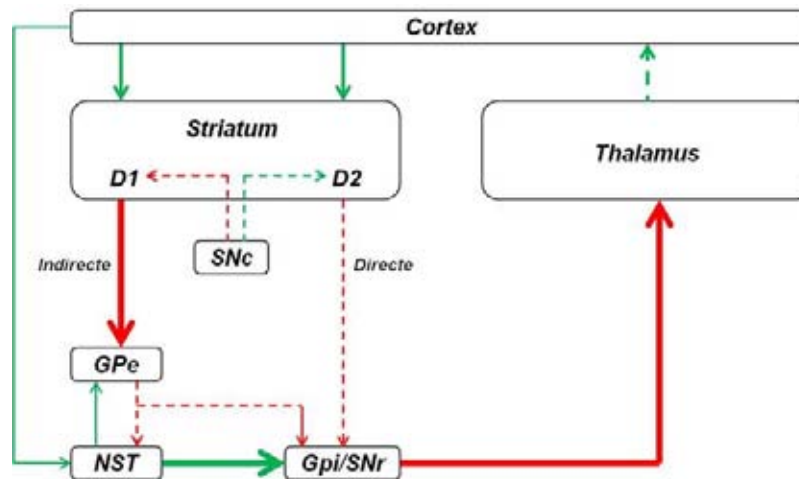 Cortex
Striatum
Thalamus
D1
D2
SNc
Indirecte
Directe
GPe
NST
Gpi/SNr